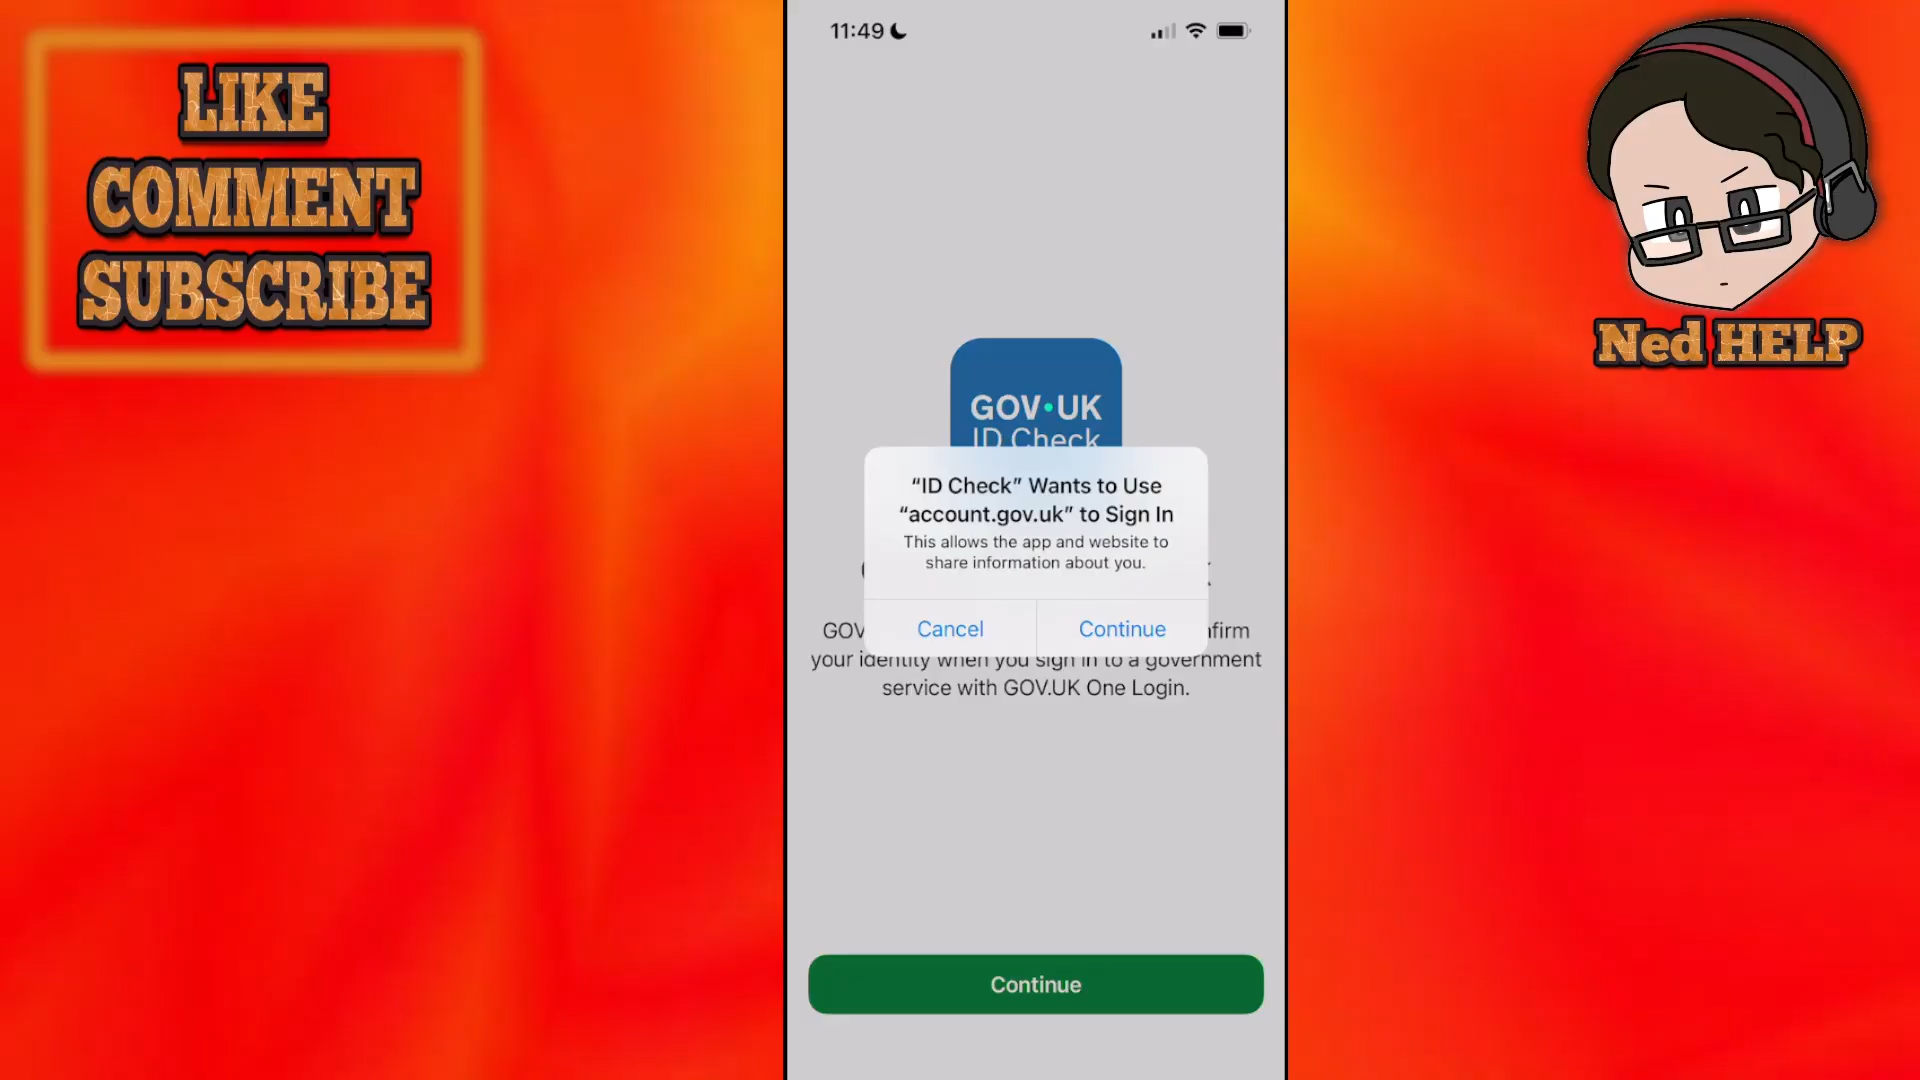 LIKE
COMMENT
SUBSCRIBE
11:49
GOV•UK
ID Check
“ID Check” Wants to Use
“account.gov.uk” to Sign In
This allows the app and website to
share information about you.
Cancel
Continue
your identity when you sign in to a government
service with GOV.UK One Login.
Continue
Ned HELP